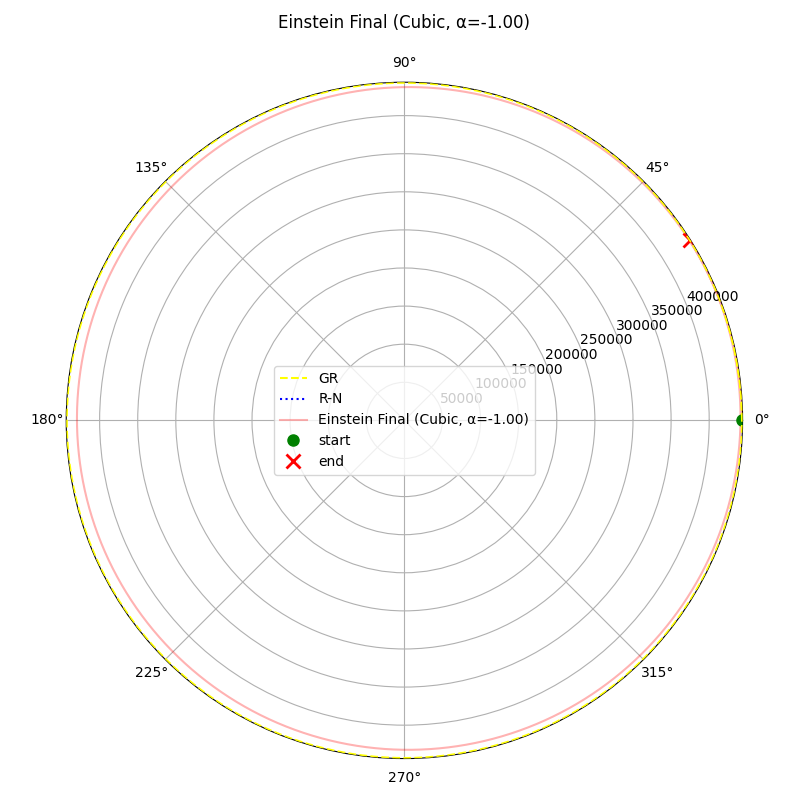 Einstein Final (Cubic, α=-1.00)
90°
135°
45°
400000
350000
300000
250000
200000
150000
100000
50000
180°
0°
GR
R-N
Einstein Final (Cubic, α=-1.00)
start
end
225°
315°
270°